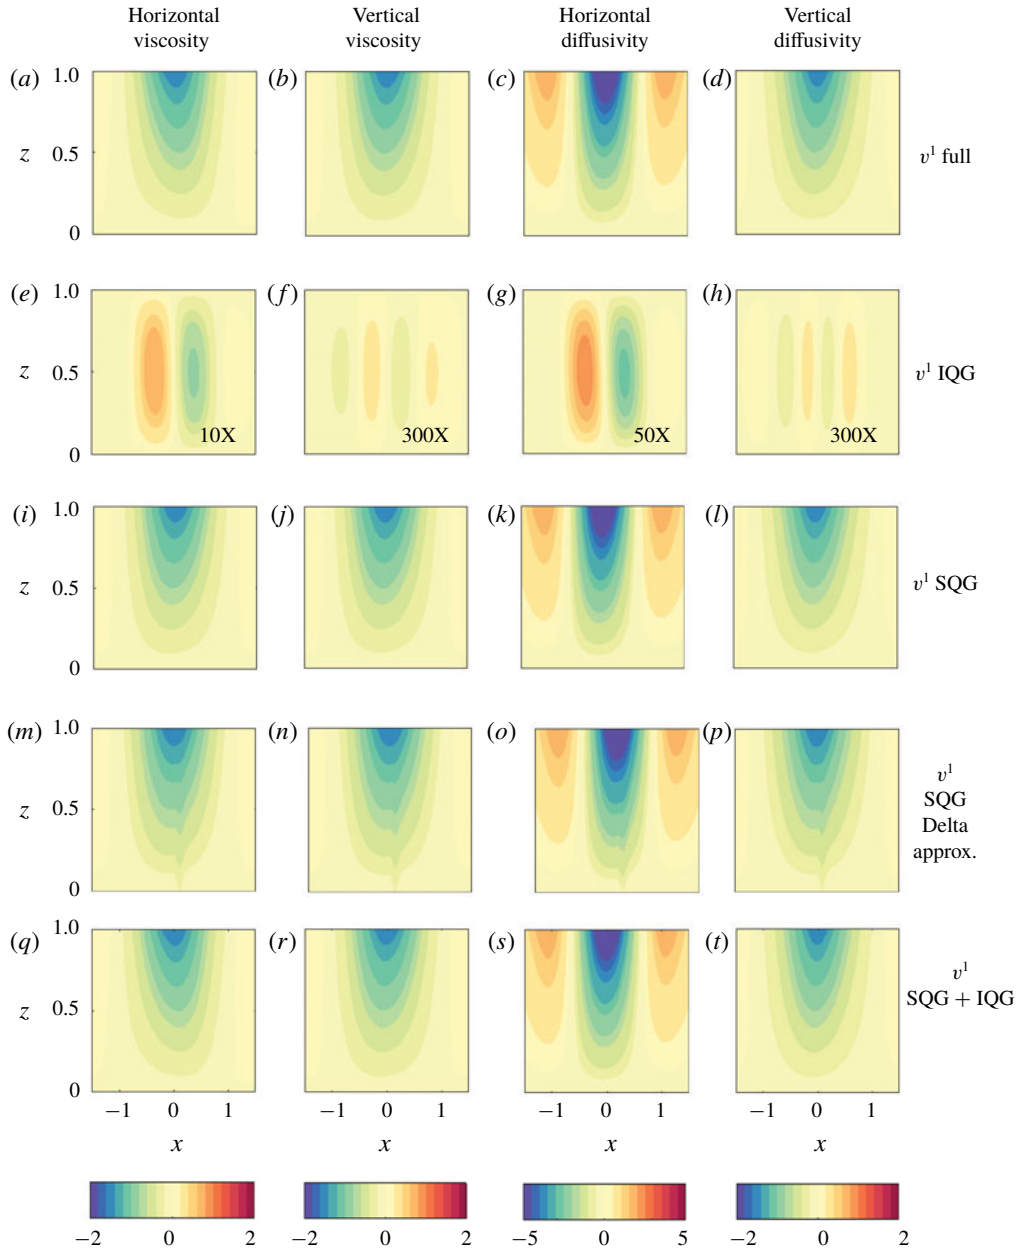 Horizontal viscosity
Vertical viscosity
Horizontal diffusivity
Vertical diffusivity
(a) 1.0 (b) (c) (d)
z 0.5 v¹ full
0
(e) 1.0 (f) (g) (h)
z 0.5 v¹ IQG
10X 300X 50X 300X
0
(i) 1.0 (j) (k) (l)
z 0.5 v¹ SQG
0
(m) 1.0 (n) (o) (p)
z 0.5
v¹
SQG
Delta
approx.
0
(q) 1.0 (r) (s) (t)
z 0.5
v¹
SQG + IQG
0
−1 0 1 −1 0 1 −1 0 1 −1 0 1
x x x x
−2 0 2 −2 0 2 −5 0 5 −2 0 2